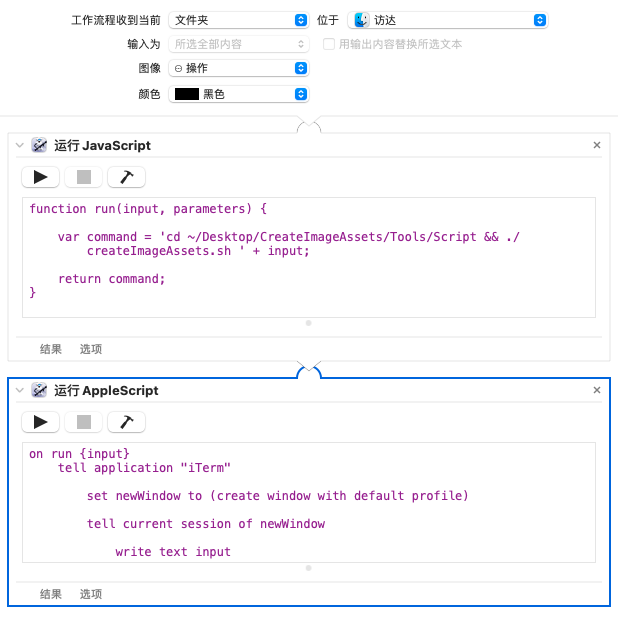 工作流程收到当前 文件夹 位于 访达
输入为 所选全部内容 用输出内容替换所选文本
图像 操作
颜色 黑色
运行 JavaScript
function run(input, parameters) {
var command = 'cd ~/Desktop/CreateImageAssets/Tools/Script && ./
createImageAssets.sh ' + input;
return command;
}
结果 选项
运行 AppleScript
on run {input}
tell application "iTerm"
set newWindow to (create window with default profile)
tell current session of newWindow
write text input
结果 选项